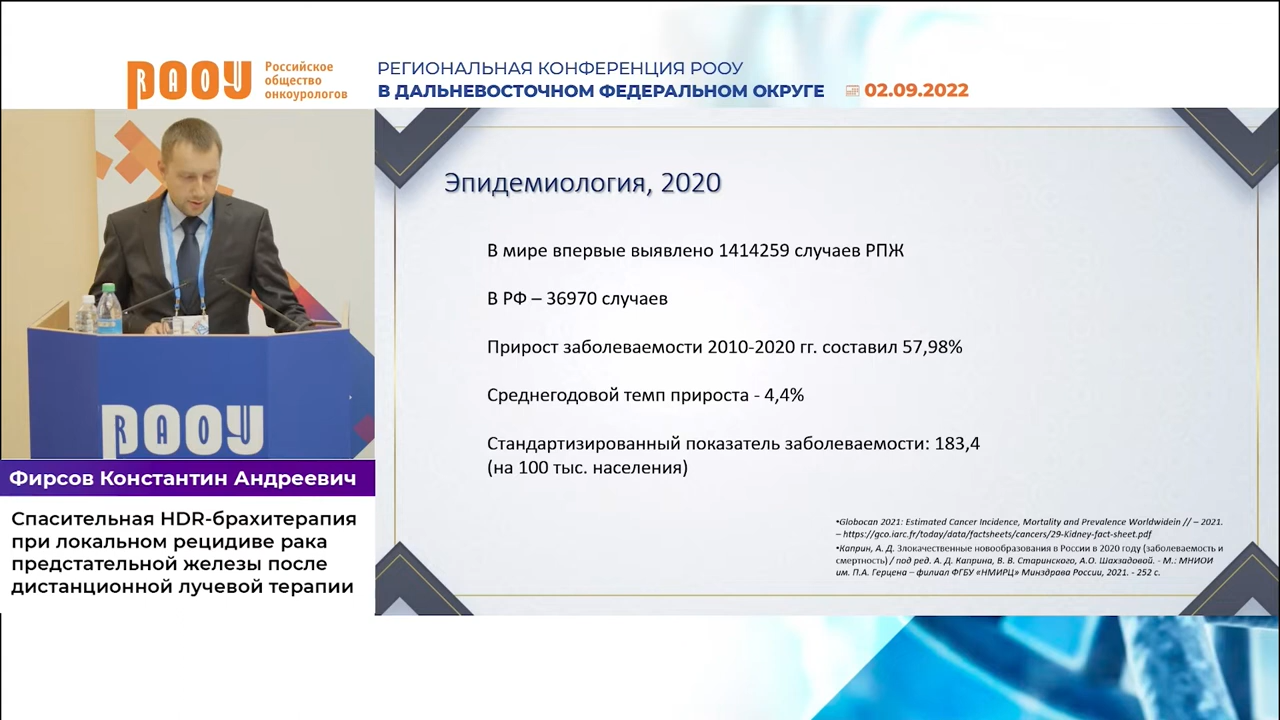 РООУ
Российское
общество
онкоурологов
РЕГИОНАЛЬНАЯ КОНФЕРЕНЦИЯ РООУ
В ДАЛЬНЕВОСТОЧНОМ ФЕДЕРАЛЬНОМ ОКРУГЕ
02.09.2022
Эпидемиология, 2020
В мире впервые выявлено 1414259 случаев РПЖ
В РФ – 36970 случаев
Прирост заболеваемости 2010-2020 гг. составил 57,98%
Среднегодовой темп прироста - 4,4%
Стандартизированный показатель заболеваемости: 183,4
(на 100 тыс. населения)
•Globocan 2021: Estimated Cancer Incidence, Mortality and Prevalence Worldwidein // – 2021.
– https://gco.iarc.fr/today/data/factsheets/cancers/29-Kidney-fact-sheet.pdf
•Каприн, А. Д. Злокачественные новообразования в России в 2020 году (заболеваемость и
смертность) / под ред. А. Д. Каприна, В. В. Старинского, А.О. Шахзадовой. - М.: МНИОИ
им. П.А. Герцена – филиал ФГБУ «НМИРЦ» Минздрава России, 2021. - 252 с.
РООУ
Фирсов Константин Андреевич
Спасительная HDR-брахитерапия
при локальном рецидиве рака
предстательной железы после
дистанционной лучевой терапии